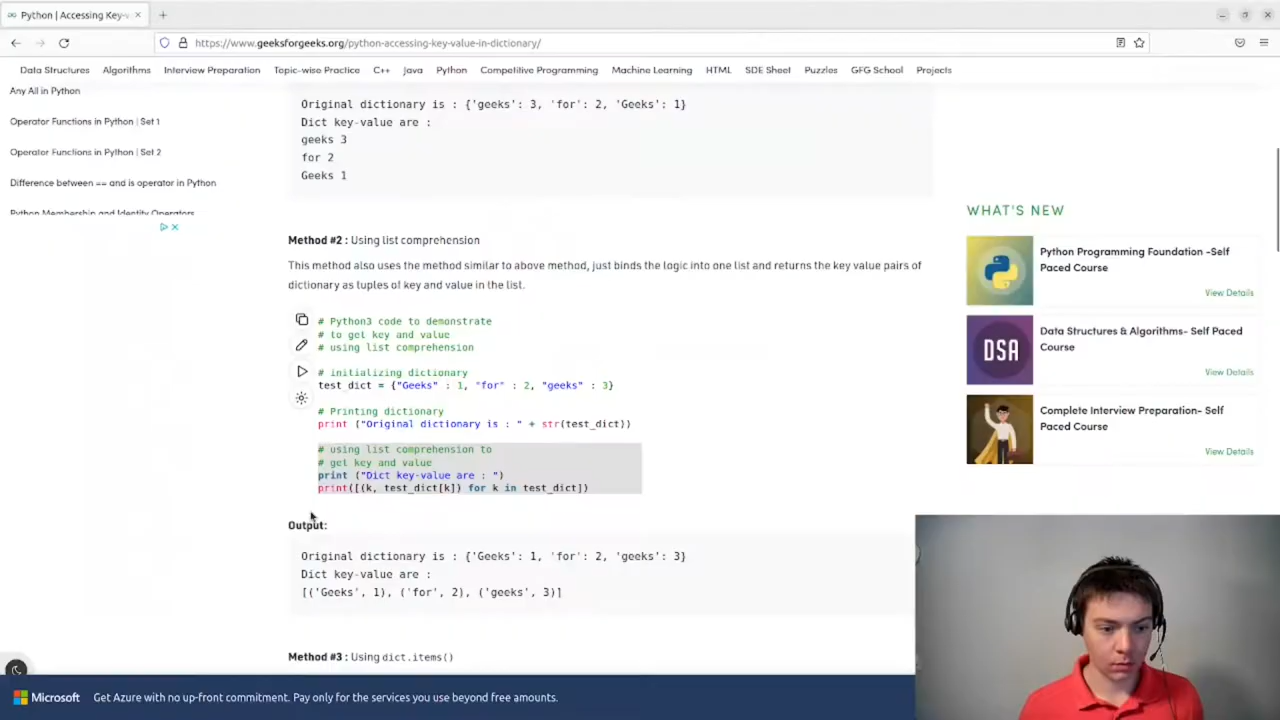 Python | Accessing Key-v
https://www.geeksforgeeks.org/python-accessing-key-value-in-dictionary/
Data Structures Algorithms Interview Preparation Topic-wise Practice C++ Java Python Competitive Programming Machine Learning HTML SDE Sheet Puzzles GFG School Projects
Any All in Python
Operator Functions in Python | Set 1
Operator Functions in Python | Set 2
Difference between == and is operator in Python
Python Membership and Identity Operators
Original dictionary is : {'geeks': 3, 'for': 2, 'Geeks': 1}
Dict key-value are :
geeks 3
for 2
Geeks 1
Method #2 : Using list comprehension
This method also uses the method similar to above method, just binds the logic into one list and returns the key value pairs of
dictionary as tuples of key and value in the list.
# Python3 code to demonstrate
# to get key and value
# using list comprehension
# initializing dictionary
test_dict = {"Geeks" : 1, "for" : 2, "geeks" : 3}
# Printing dictionary
print ("Original dictionary is : " + str(test_dict))
# using list comprehension to
# get key and value
print ("Dict key-value are : ")
print([(k, test_dict[k]) for k in test_dict])
Output:
Original dictionary is : {'Geeks': 1, 'for': 2, 'geeks': 3}
Dict key-value are :
[('Geeks', 1), ('for', 2), ('geeks', 3)]
Method #3 : Using dict.items()
WHAT'S NEW
Python Programming Foundation -Self
Paced Course
View Details
DSA
Data Structures & Algorithms- Self Paced
Course
View Details
Complete Interview Preparation- Self
Paced Course
View Details
Microsoft Get Azure with no up-front commitment. Pay only for the services you use beyond free amounts.